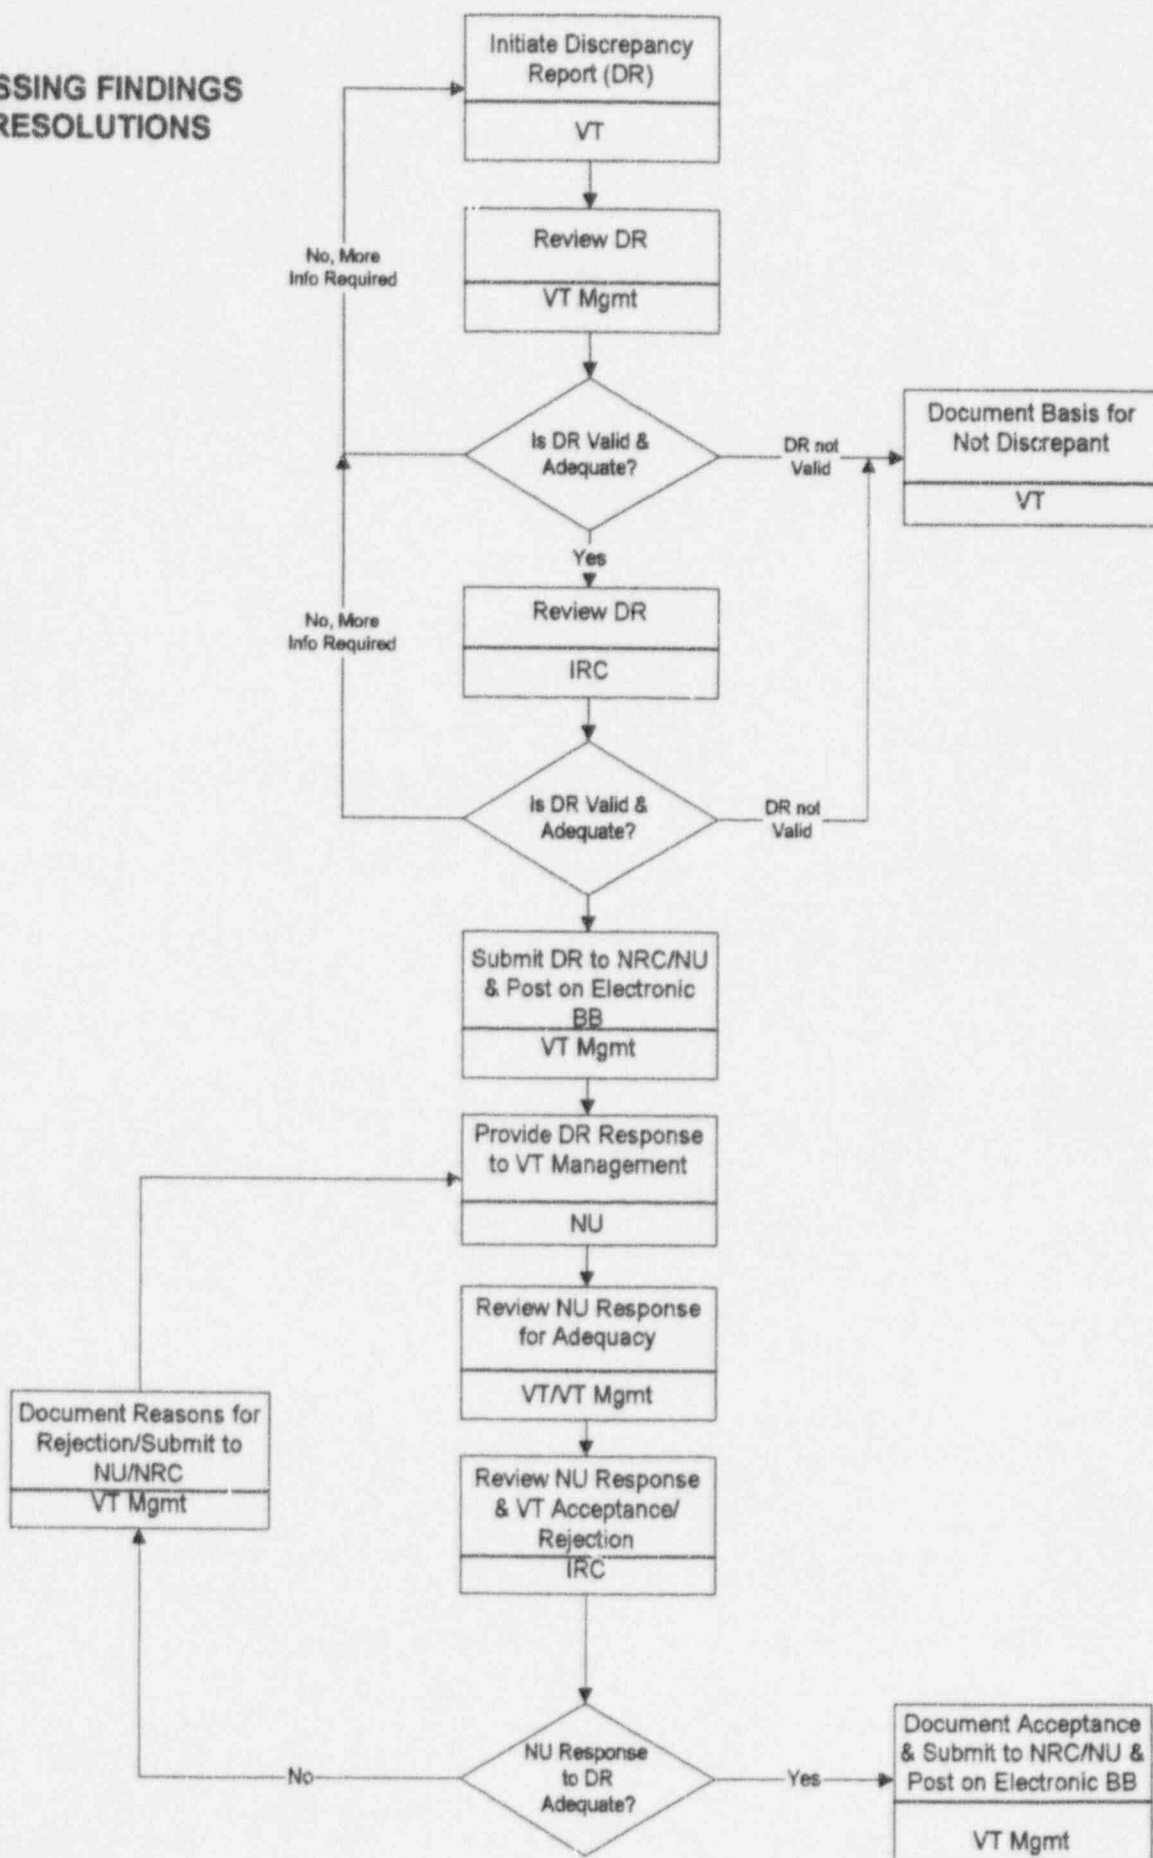 SSING FINDINGS
RESOLUTIONS
Initiate Discrepancy
Report (DR)
VT
Review DR
VT Mgmt
No, More
Info Required
Is DR Valid &
Adequate?
DR not
Valid
Document Basis for
Not Discrepant
VT
Yes
Review DR
IRC
No, More
Info Required
Is DR Valid &
Adequate?
DR not
Valid
Submit DR to NRC/NU
& Post on Electronic
BB
VT Mgmt
Provide DR Response
to VT Management
NU
Review NU Response
for Adequacy
VT/VT Mgmt
Document Reasons for
Rejection/Submit to
NU/NRC
VT Mgmt
Review NU Response
& VT Acceptance/
Rejection
IRC
NU Response
to DR
Adequate?
No
Yes
Document Acceptance
& Submit to NRC/NU &
Post on Electronic BB
VT Mgmt